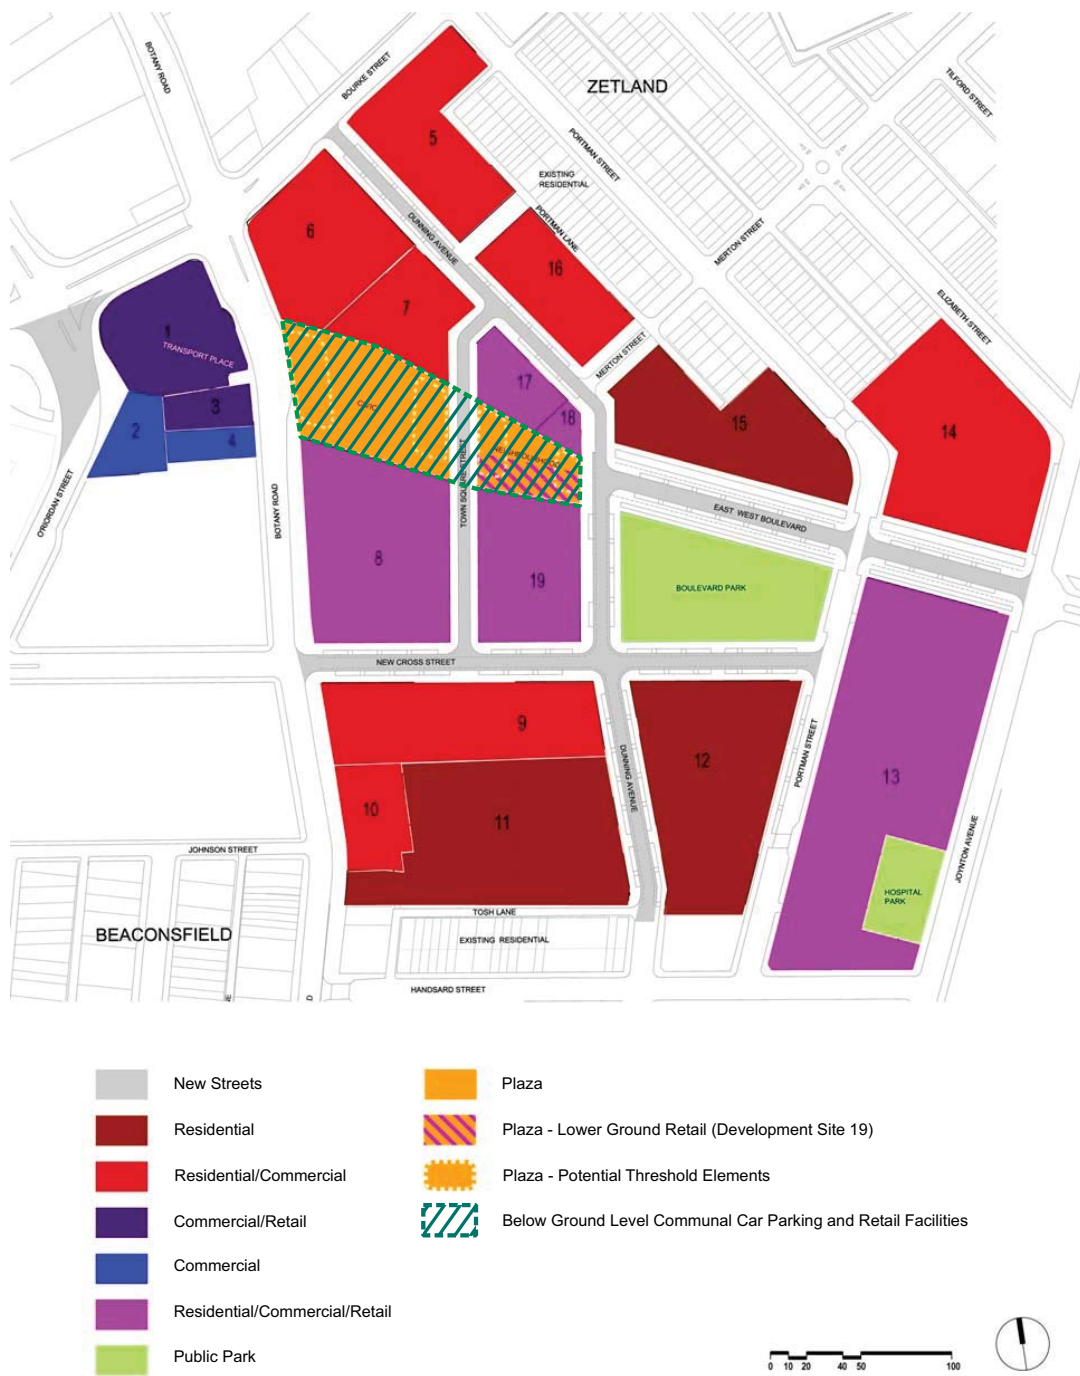 BOTANY ROAD
BOURKE STREET
ZETLAND
TILFORD STREET
PORTMAN STREET
5
EXISTING
RESIDENTIAL
PORTMAN LANE
MERTON STREET
DUNNING AVENUE
6
16
ELIZABETH STREET
7
1
TRANSPORT PLACE
MERTON STREET
17
3
CIVIC
18
15
14
2
4
NEIGHBOURHOOD
O'RIORDAN STREET
BOTANY ROAD
TOWN SQUARE STREET
EAST WEST BOULEVARD
8
19
BOULEVARD PARK
NEW CROSS STREET
9
DUNNING AVENUE
12
PORTMAN STREET
13
10
11
JOHNSON STREET
JOYNTON AVENUE
HOSPITAL
PARK
TOSH LANE
BEACONSFIELD
EXISTING RESIDENTIAL
HANDSARD STREET
New Streets
Residential
Residential/Commercial
Commercial/Retail
Commercial
Residential/Commercial/Retail
Public Park
Plaza
Plaza - Lower Ground Retail (Development Site 19)
Plaza - Potential Threshold Elements
Below Ground Level Communal Car Parking and Retail Facilities
0 10 20 40 50 100